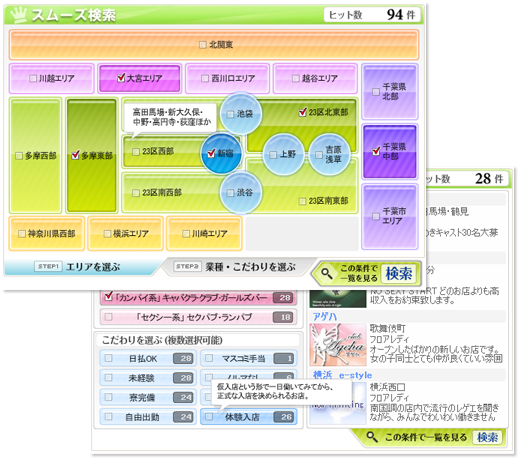 スムーズ検索
ヒット数 94 件
北関東
川越エリア
大宮エリア
西川口エリア
越谷エリア
千葉県
北部
高田馬場・新大久保・
中野・高円寺・荻窪ほか
池袋
23区北東部
多摩西部
多摩東部
23区西部
新宿
上野
吉原
浅草
千葉県
中部
23区南西部
渋谷
23区南東部
千葉市
エリア
神奈川県西部
横浜エリア
川崎エリア
STEP1 エリアを選ぶ
STEP2 業種・こだわりを選ぶ
この条件で
一覧を見る
検索
ヒット数 28 件
馬場・鶴見
きキャスト30名大募
分
NO SEXY START どのお店よりも高
収入をお約束致します。
「カンパイ系」キャバクラ・クラブ・ガールズバー 28
「セクシー系」セクパブ・ランパブ 18
こだわりを選ぶ (複数選択可能)
日払OK 28
マスコミ手当 1
未経験 28
ノルマなし
寮完備 24
自由出勤 24
体験入店 26
仮入店という形で一日働いてみてから、
正式な入店を決められるお店。
アゲハ
club
Ageha
歌舞伎町
フロアレディ
オープンしたばかりの新しいお店です。
女の子同士とても仲が良くていい雰囲
横浜 e-style
横浜西口
フロアレディ
南国調の店内で流行のレゲエを聞き
ながら、みんなでわいわい働きません
この条件で一覧を見る
検索